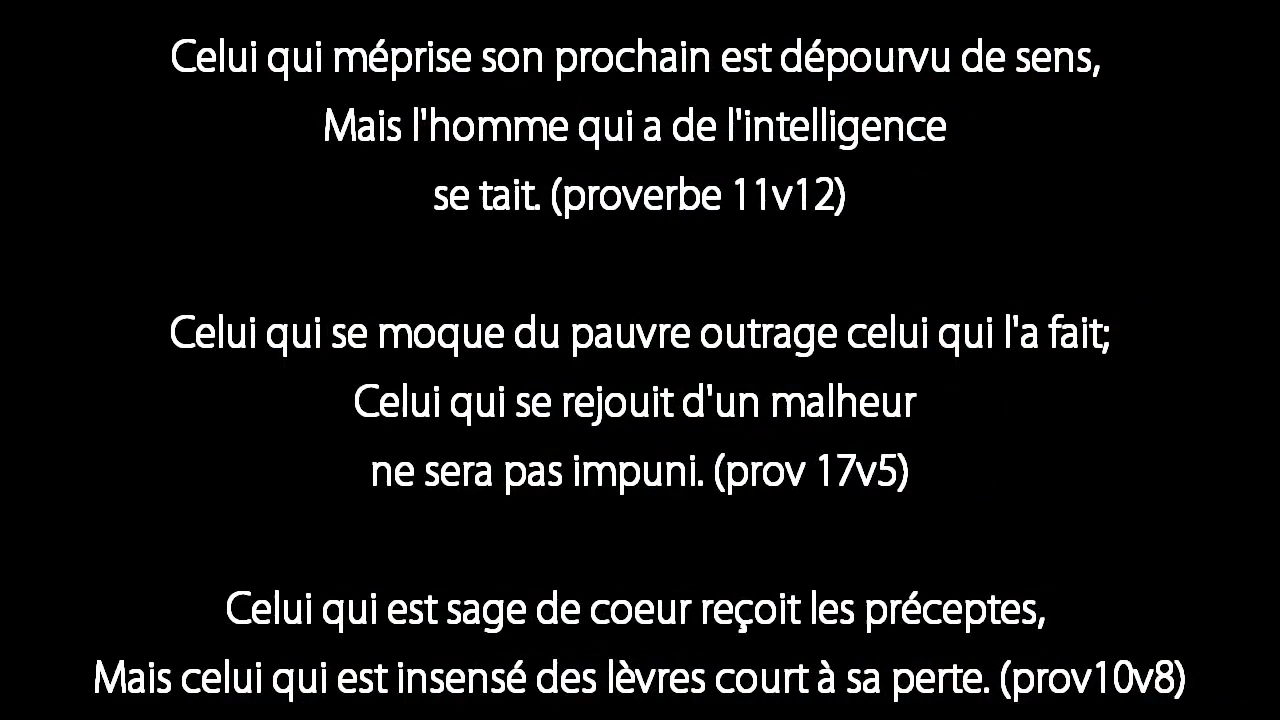 Celui qui méprise son prochain est dépourvu de sens,
Mais l'homme qui a de l'intelligence
se tait. (proverbe 11v12)
Celui qui se moque du pauvre outrage celui qui l'a fait;
Celui qui se rejouit d'un malheur
ne sera pas impuni. (prov 17v5)
Celui qui est sage de coeur reçoit les préceptes,
Mais celui qui est insensé des lèvres court à sa perte. (prov10v8)